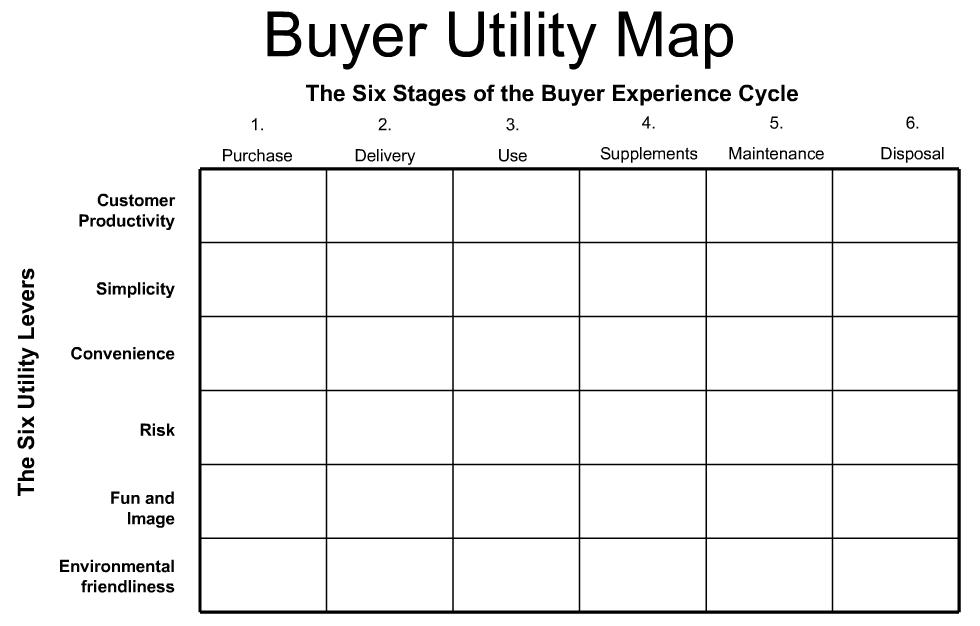 Buyer Utility Map
The Six Stages of the Buyer Experience Cycle
1. 2. 3. 4. 5. 6.
Purchase Delivery Use Supplements Maintenance Disposal
The Six Utility Levers
Customer
Productivity
Simplicity
Convenience
Risk
Fun and
Image
Environmental
friendliness